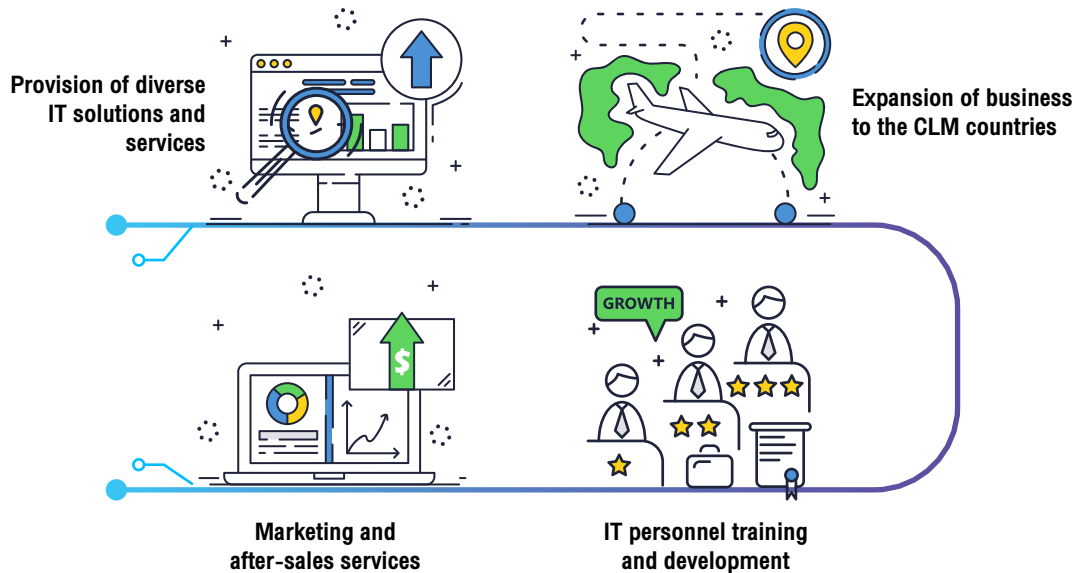 Provision of diverse
IT solutions and
services
Expansion of business
to the CLM countries
GROWTH
$
Marketing and
after-sales services
IT personnel training
and development